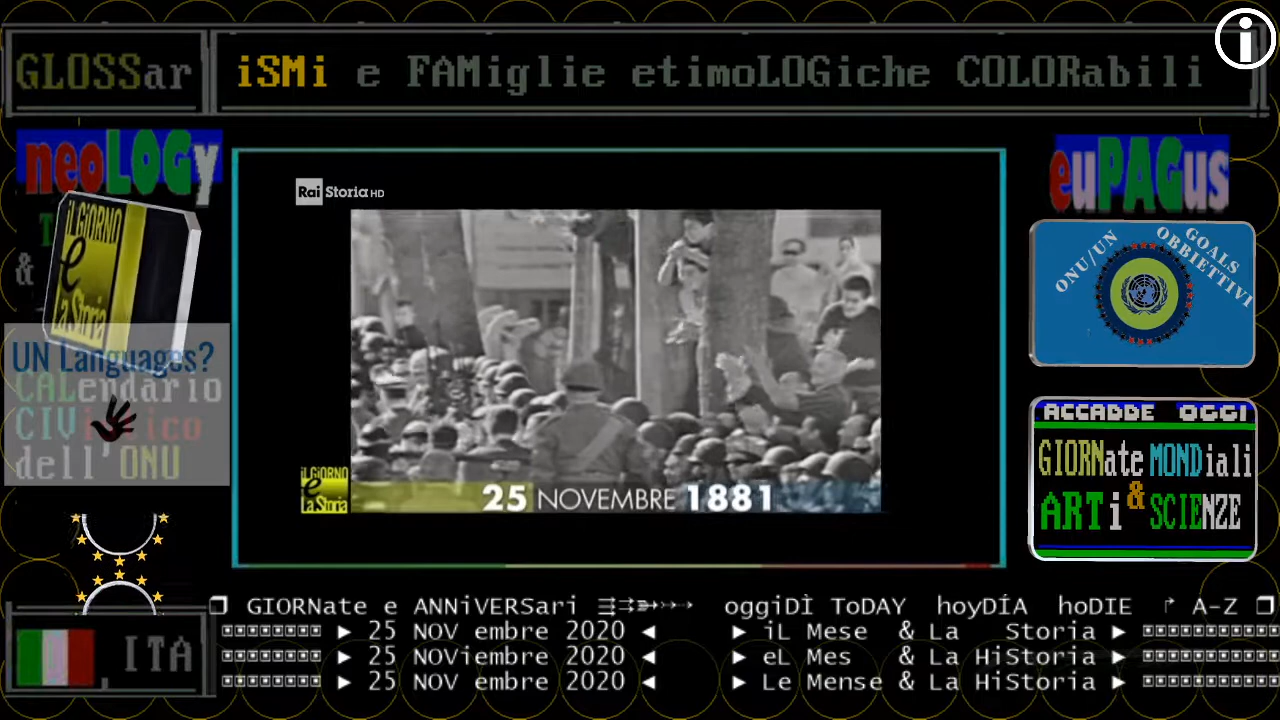 GLOSSar
iSMi e FAMiglie etimoLOGiche COLORabili
i
neoLOGy
euPAGus
T
&
iL GiORNO
e
La Storia
UN Languages?
CALendario
CIVi
ico
dell'ONU
Rai Storia HD
iL GiORNO
e
La Storia
25 NOVEMBRE 1881
ONU/UN
GOALS
OBBIETTIVI
ACCADDE OGGI
GIORNate MONDiali
ARTi & SCIENZE
GIORNate e ANNiVERSari oggiDÌ ToDAY hoyDÍA hoDIE A-Z
25 NOV embre 2020 iL Mese & La Storia
25 NOViembre 2020 eL Mes & La HiStoria
25 NOV embre 2020 Le Mense & La HiStoria
ITA